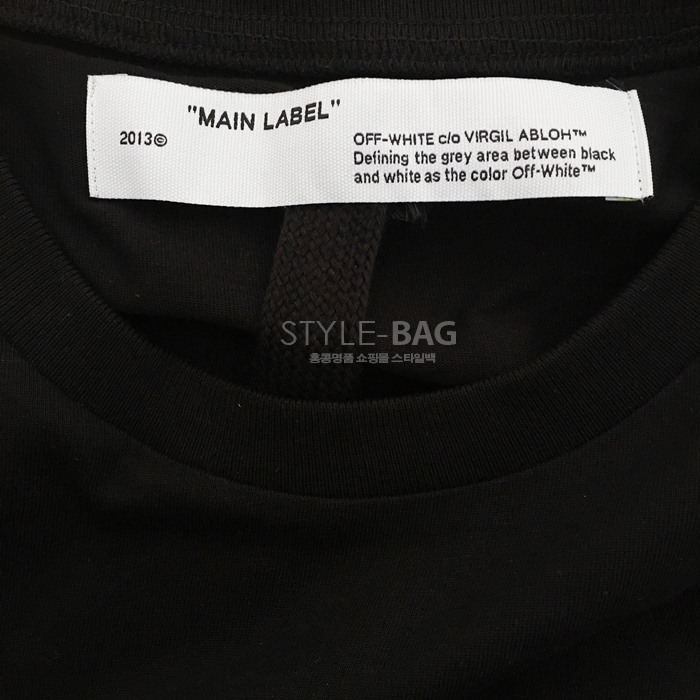 "MAIN LABEL"
2013©
OFF-WHITE c/o VIRGIL ABLOH™
Defining the grey area between black
and white as the color Off-White™
STYLE-BAG
홍콩명품 쇼핑몰 스타일백